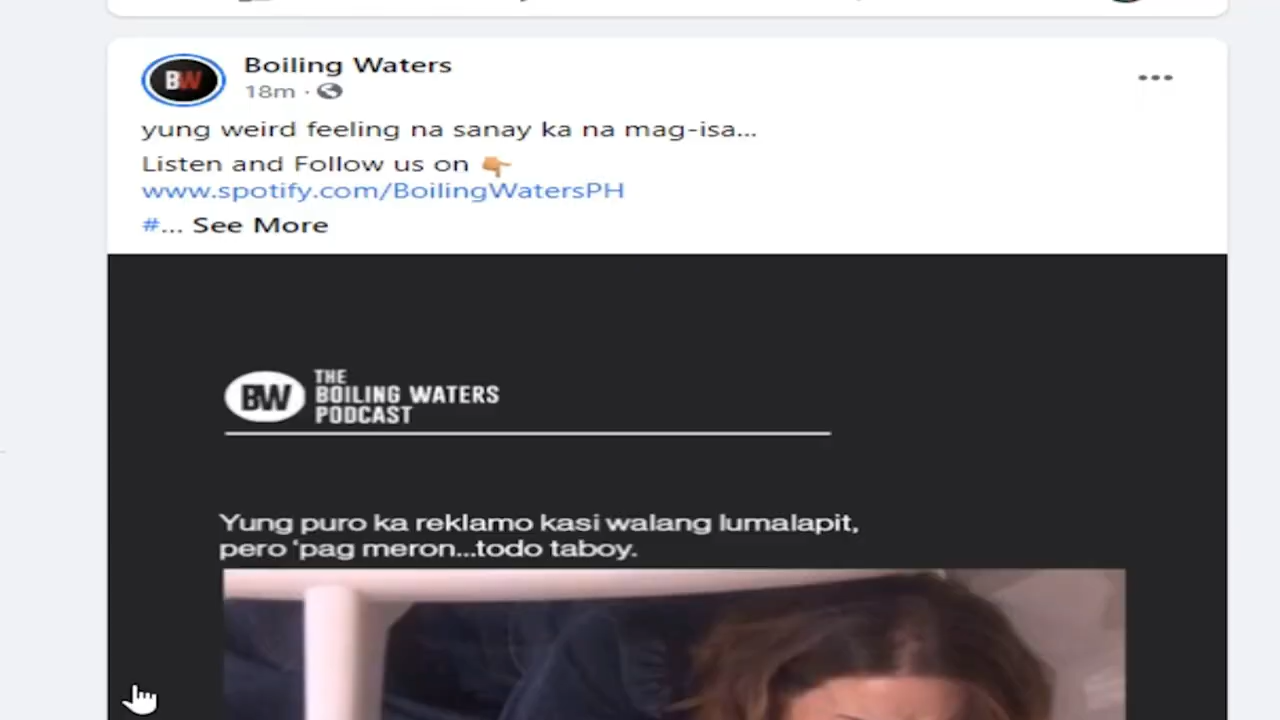 Boiling Waters
18m ·
yung weird feeling na sanay ka na mag-isa...
Listen and Follow us on 👇
www.spotify.com/BoilingWatersPH
#... See More
BW THE
BOILING WATERS
PODCAST
Yung puro ka reklamo kasi walang lumalapit,
pero 'pag meron...todo taboy.